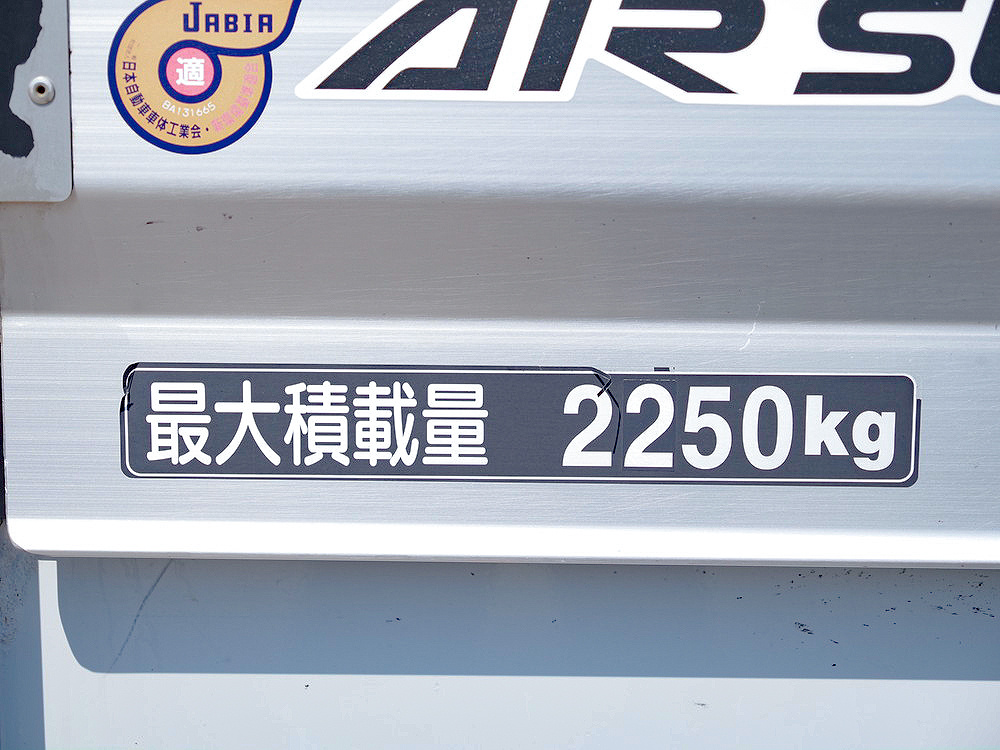 JABIA
適
BA131665
日本自動車車体工業会・
AIR SU
最大積載量 2250kg